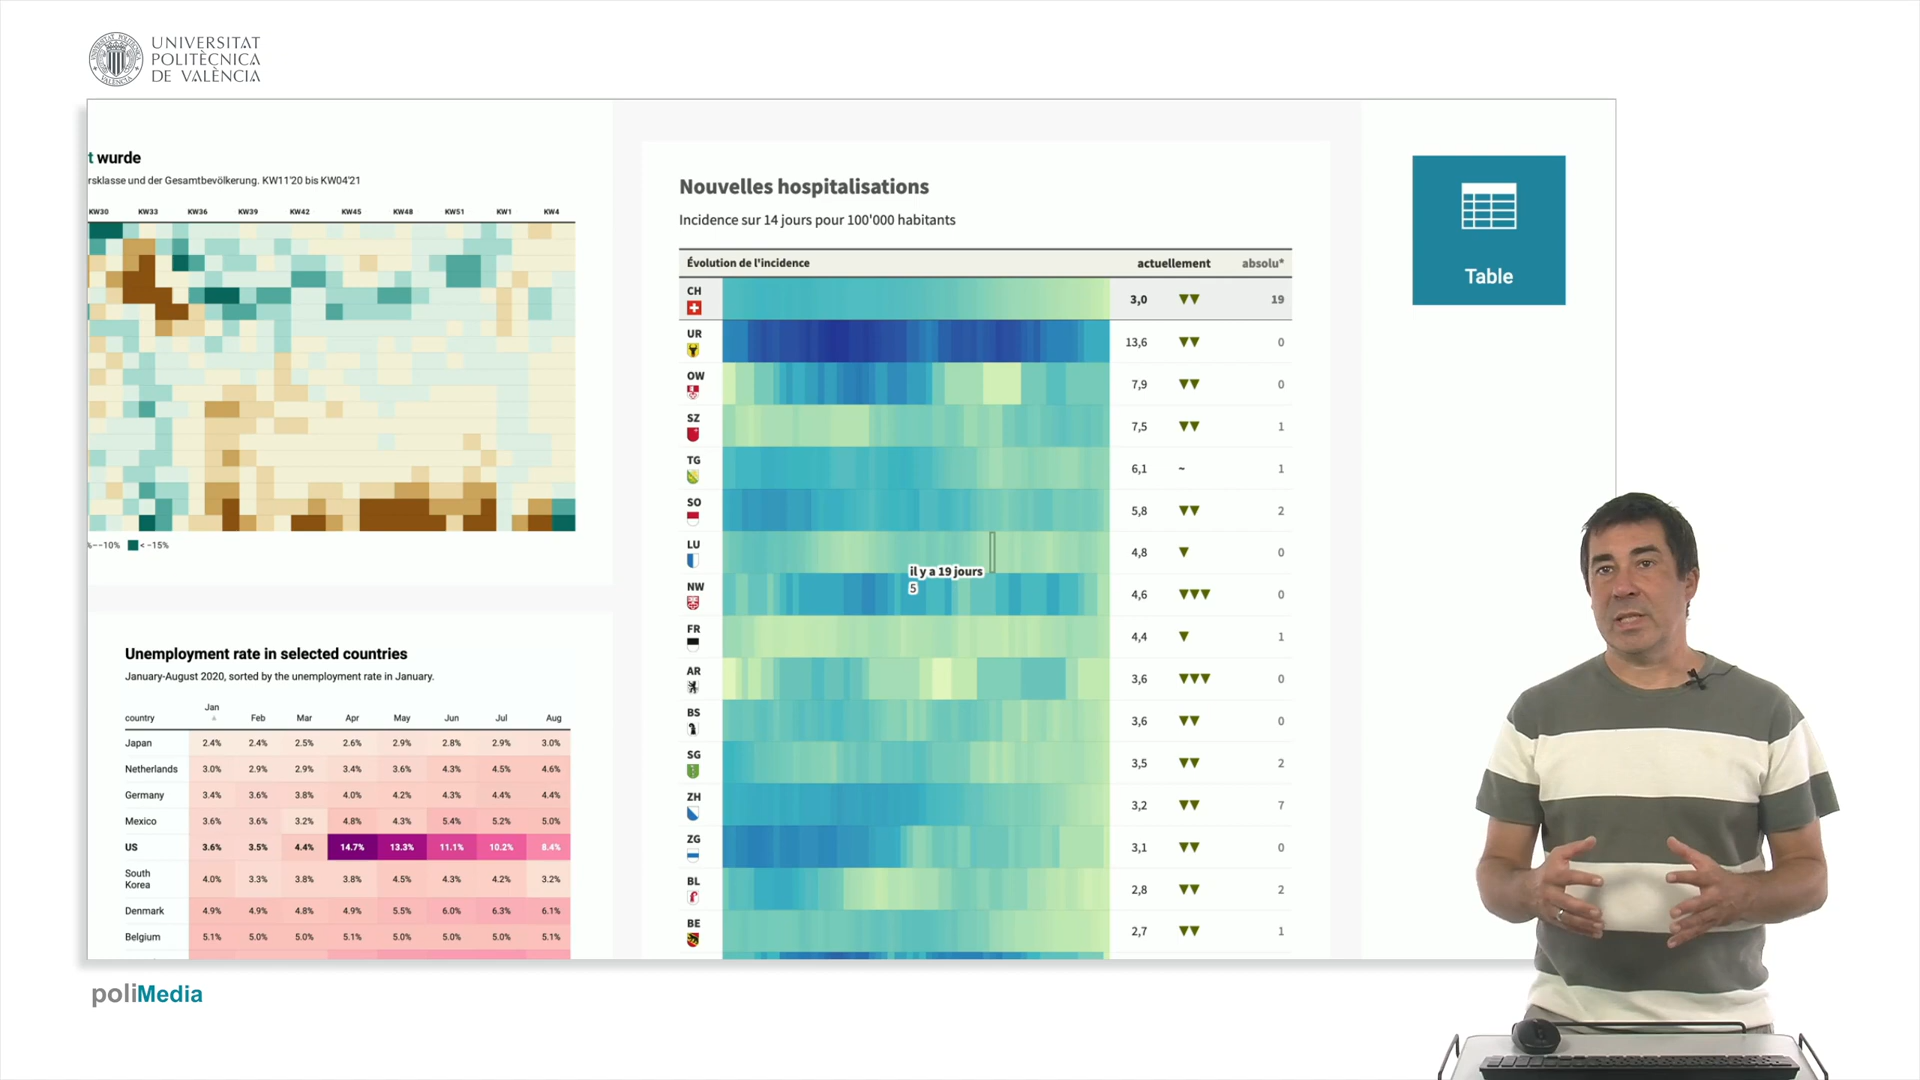 UNIVERSITAT
POLITÈCNICA
DE VALÈNCIA
t wurde
rsklasse und der Gesamtbevölkerung. KW11'20 bis KW04'21
KW30 KW33 KW36 KW39 KW42 KW45 KW48 KW51 KW1 KW4
%–-10% < -15%
Unemployment rate in selected countries
January-August 2020, sorted by the unemployment rate in January.
country Jan Feb Mar Apr May Jun Jul Aug
Japan 2.4% 2.4% 2.5% 2.6% 2.9% 2.8% 2.9% 3.0%
Netherlands 3.0% 2.9% 2.9% 3.4% 3.6% 4.3% 4.5% 4.6%
Germany 3.4% 3.6% 3.8% 4.0% 4.2% 4.3% 4.4% 4.4%
Mexico 3.6% 3.6% 3.2% 4.8% 4.3% 5.4% 5.2% 5.0%
US 3.6% 3.5% 4.4% 14.7% 13.3% 11.1% 10.2% 8.4%
South Korea 4.0% 3.3% 3.8% 3.8% 4.5% 4.3% 4.2% 3.2%
Denmark 4.9% 4.9% 4.8% 4.9% 5.5% 6.0% 6.3% 6.1%
Belgium 5.1% 5.0% 5.0% 5.1% 5.0% 5.0% 5.0% 5.1%
Nouvelles hospitalisations
Incidence sur 14 jours pour 100'000 habitants
Évolution de l'incidence actuellement absolu*
CH 3,0 ▼▼ 19
UR 13,6 ▼▼ 0
OW 7,9 ▼▼ 0
SZ 7,5 ▼▼ 1
TG 6,1 ~ 1
SO 5,8 ▼▼ 2
LU 4,8 ▼ 0
il y a 19 jours
5
NW 4,6 ▼▼▼ 0
FR 4,4 ▼ 1
AR 3,6 ▼▼▼ 0
BS 3,6 ▼▼ 0
SG 3,5 ▼▼ 2
ZH 3,2 ▼▼ 7
ZG 3,1 ▼▼ 0
BL 2,8 ▼▼ 2
BE 2,7 ▼▼ 1
Table
poliMedia